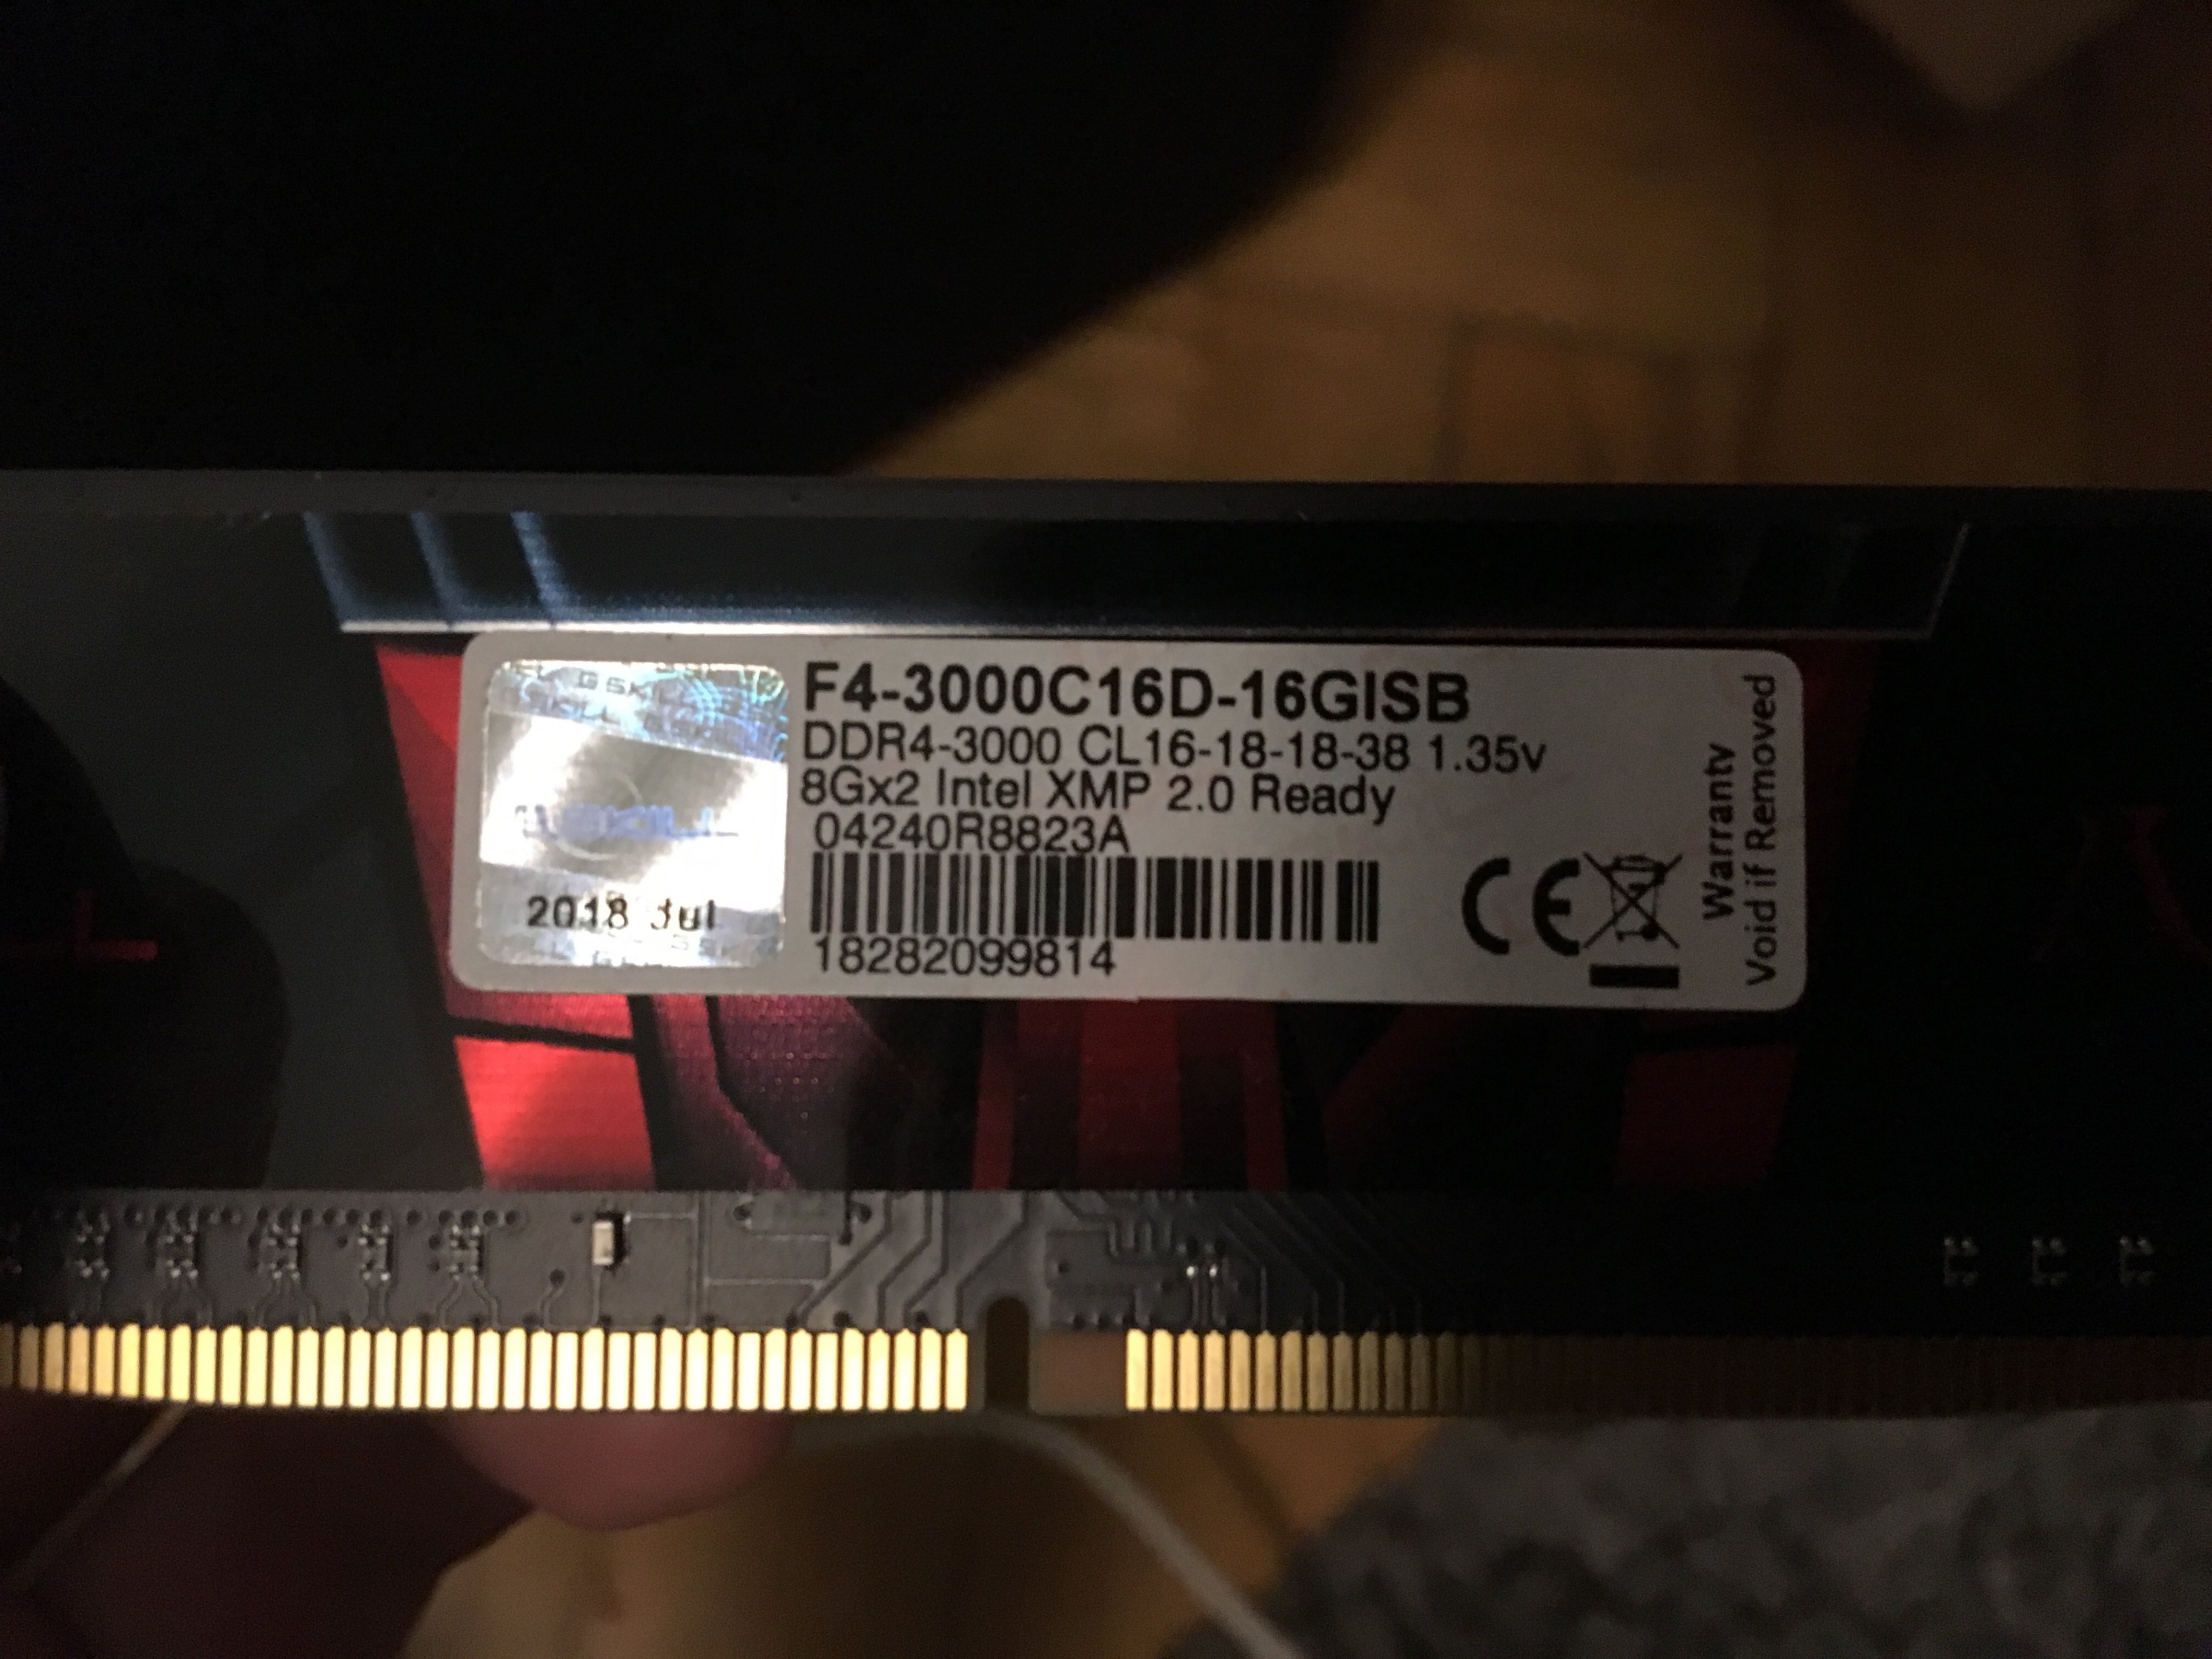 F4-3000C16D-16GISB
DDR4-3000 CL16-18-18-38 1.35v
8Gx2 Intel XMP 2.0 Ready
04240R8823A
18282099814
2018 Jul
Warranty
Void if Removed
CE